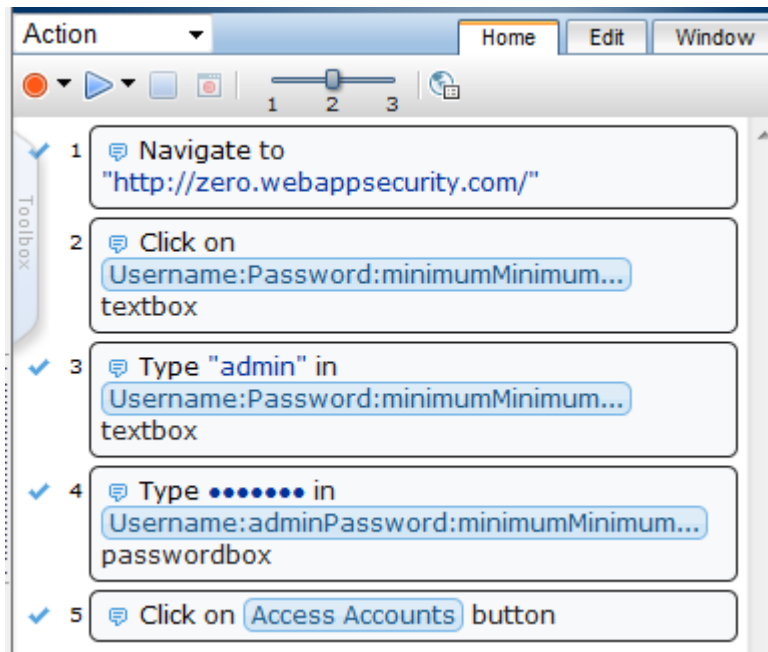 Action Home Edit Window
1 2 3
Toolbox
1 Navigate to
"http://zero.webappsecurity.com/"
2 Click on
Username:Password:minimumMinimum...
textbox
3 Type "admin" in
Username:Password:minimumMinimum...
textbox
4 Type ••••••• in
Username:adminPassword:minimumMinimum...
passwordbox
5 Click on Access Accounts button